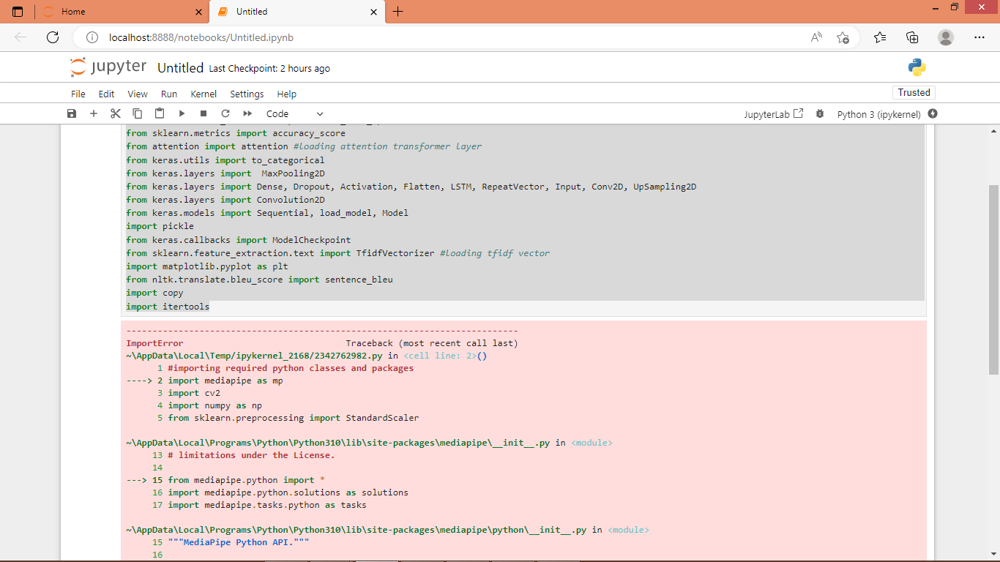 Home
Untitled
localhost:8888/notebooks/Untitled.ipynb
jupyter Untitled Last Checkpoint: 2 hours ago
File Edit View Run Kernel Settings Help
Trusted
Code
JupyterLab
Python 3 (ipykernel)
from sklearn.metrics import accuracy_score
from attention import attention #loading attention transformer layer
from keras.utils import to_categorical
from keras.layers import  MaxPooling2D
from keras.layers import Dense, Dropout, Activation, Flatten, LSTM, RepeatVector, Input, Conv2D, UpSampling2D
from keras.layers import Convolution2D
from keras.models import Sequential, load_model, Model
import pickle
from keras.callbacks import ModelCheckpoint
from sklearn.feature_extraction.text import TfidfVectorizer #loading tfidf vector
import matplotlib.pyplot as plt
from nltk.translate.bleu_score import sentence_bleu
import copy
import itertools
---------------------------------------------------------------------------
ImportError                               Traceback (most recent call last)
~\AppData\Local\Temp/ipykernel_2168/2342762982.py in <cell line: 2>()
      1 #importing required python classes and packages
----> 2 import mediapipe as mp
      3 import cv2
      4 import numpy as np
      5 from sklearn.preprocessing import StandardScaler
~\AppData\Local\Programs\Python\Python310\lib\site-packages\mediapipe\__init__.py in <module>
     13 # limitations under the License.
     14
---> 15 from mediapipe.python import *
     16 import mediapipe.python.solutions as solutions
     17 import mediapipe.tasks.python as tasks
~\AppData\Local\Programs\Python\Python310\lib\site-packages\mediapipe\python\__init__.py in <module>
     15 """MediaPipe Python API."""
     16